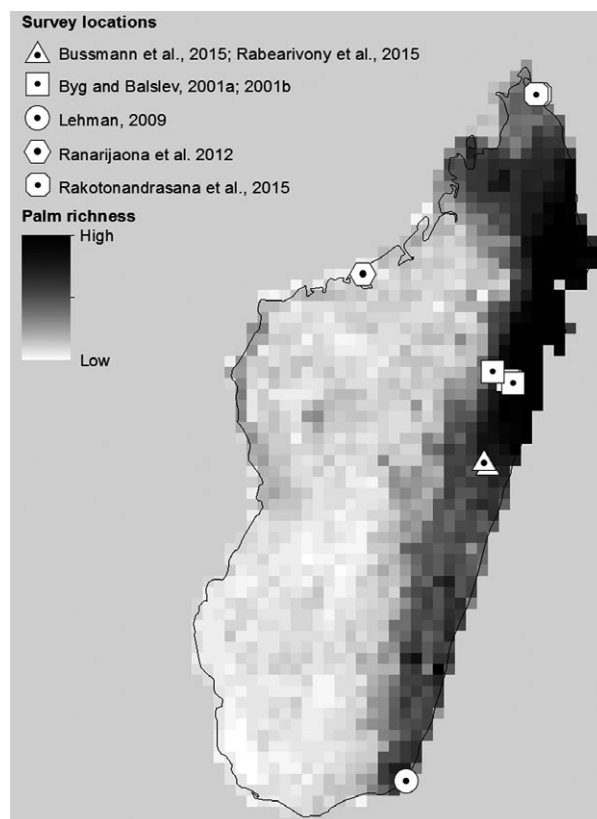 Survey locations
Bussmann et al., 2015; Rabearivony et al., 2015
Byg and Balslev, 2001a; 2001b
Lehman, 2009
Ranarijaona et al. 2012
Rakotonandrasana et al., 2015
Palm richness
High
Low